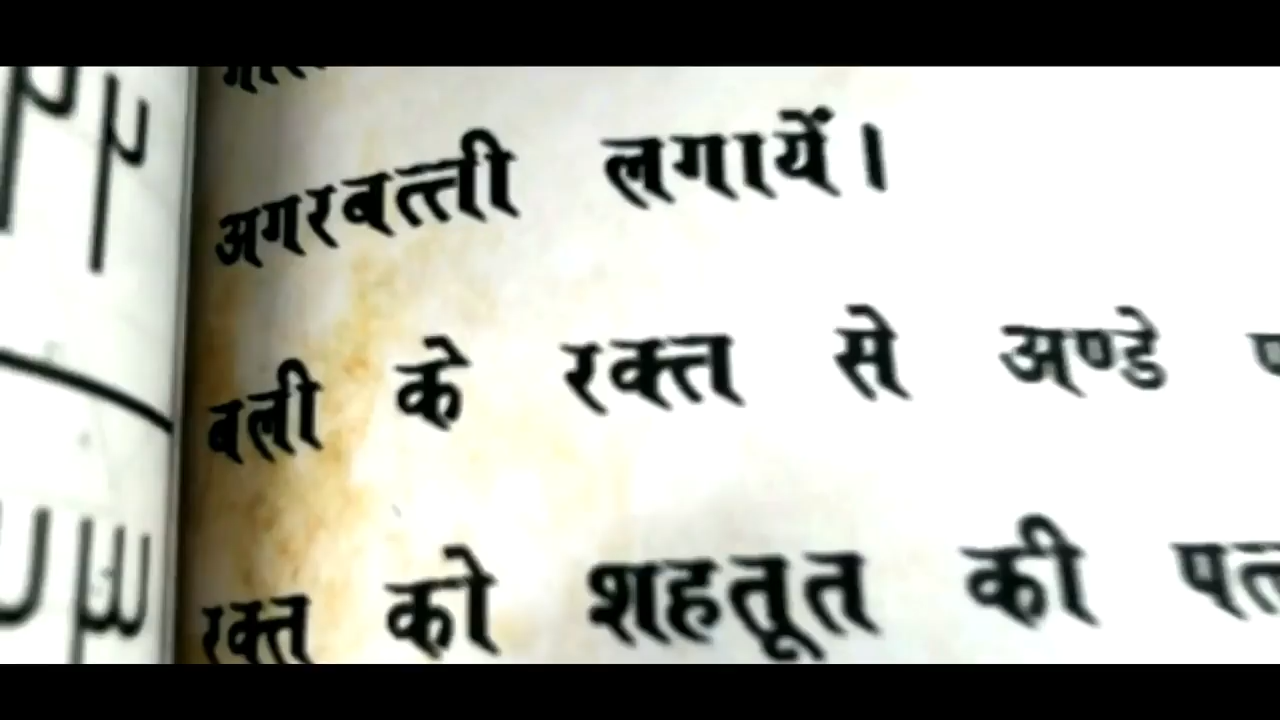 अगरबत्ती लगायें।
बली के रक्त से अण्डे
रक्त को शहतूत की